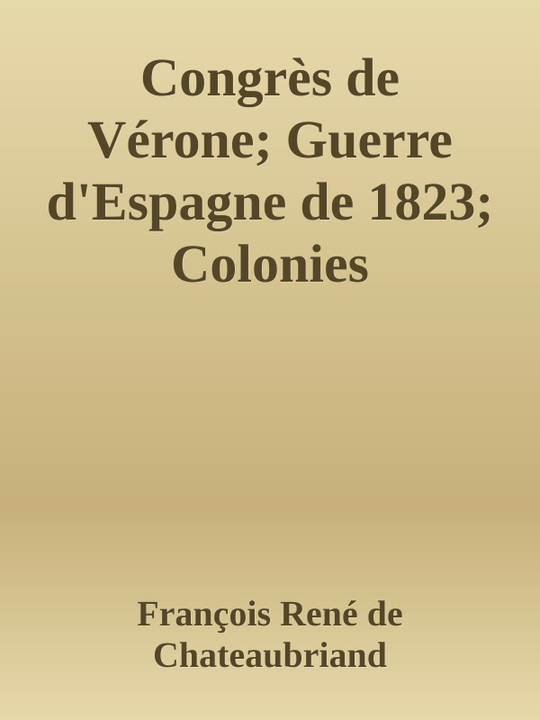 Congrès de
Vérone; Guerre
d'Espagne de 1823;
Colonies
François René de
Chateaubriand